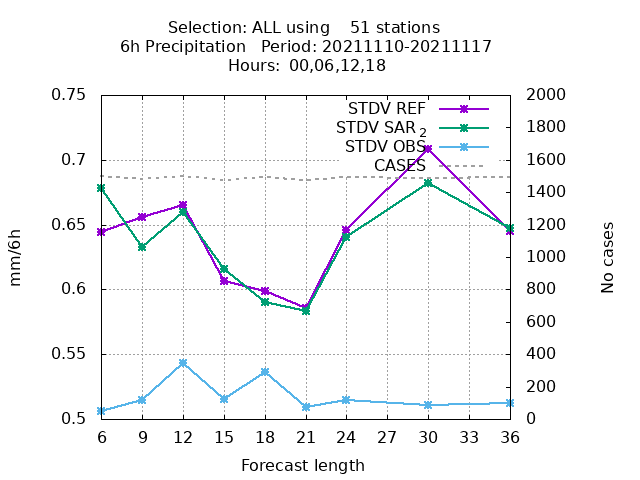 Selection: ALL using    51 stations
6h Precipitation   Period: 20211110-20211117
Hours:  00,06,12,18
STDV REF
STDV SAR 2
STDV OBS
CASES
0.75
0.7
0.65
0.6
0.55
0.5
2000
1800
1600
1400
1200
1000
800
600
400
200
0
mm/6h
No cases
6 9 12 15 18 21 24 27 30 33 36
Forecast length